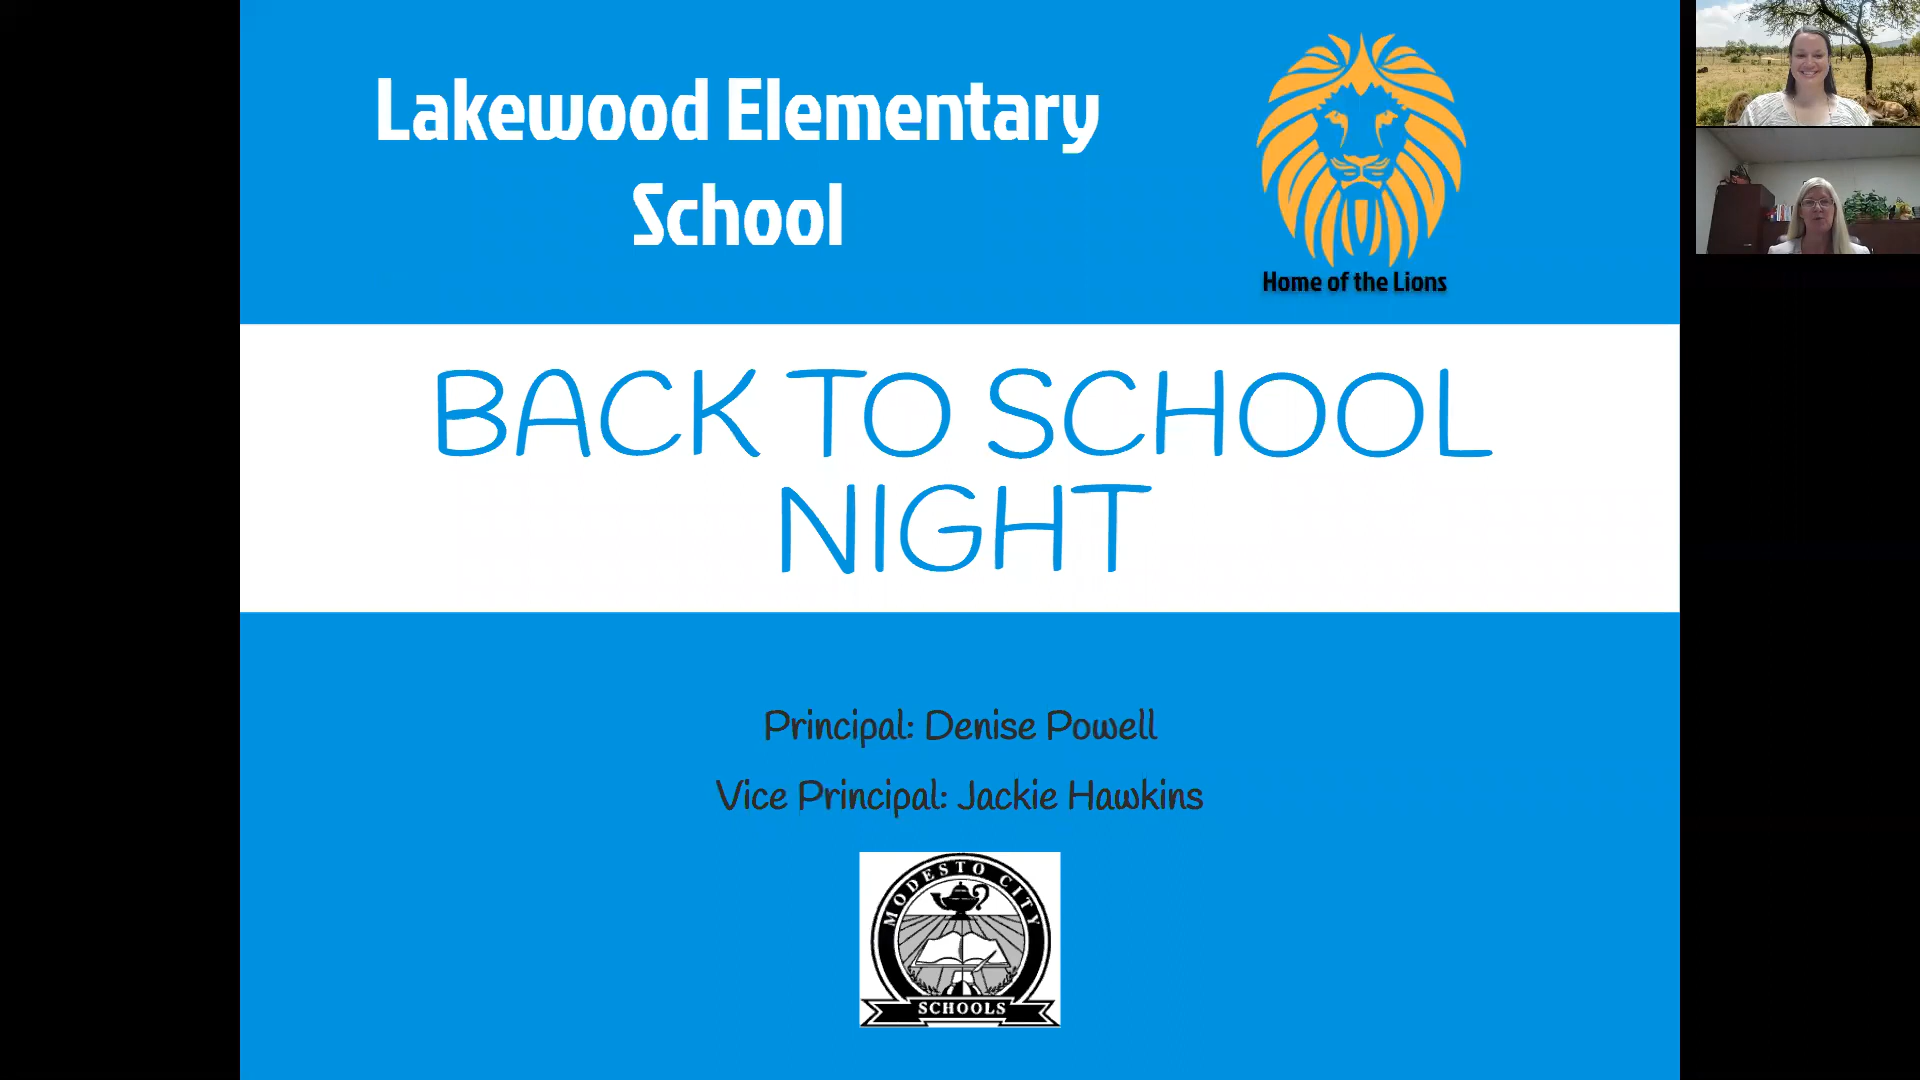 Lakewood Elementary
School
Home of the Lions
BACK TO SCHOOL
NIGHT
Principal: Denise Powell
Vice Principal: Jackie Hawkins
MODESTO CITY
SCHOOLS